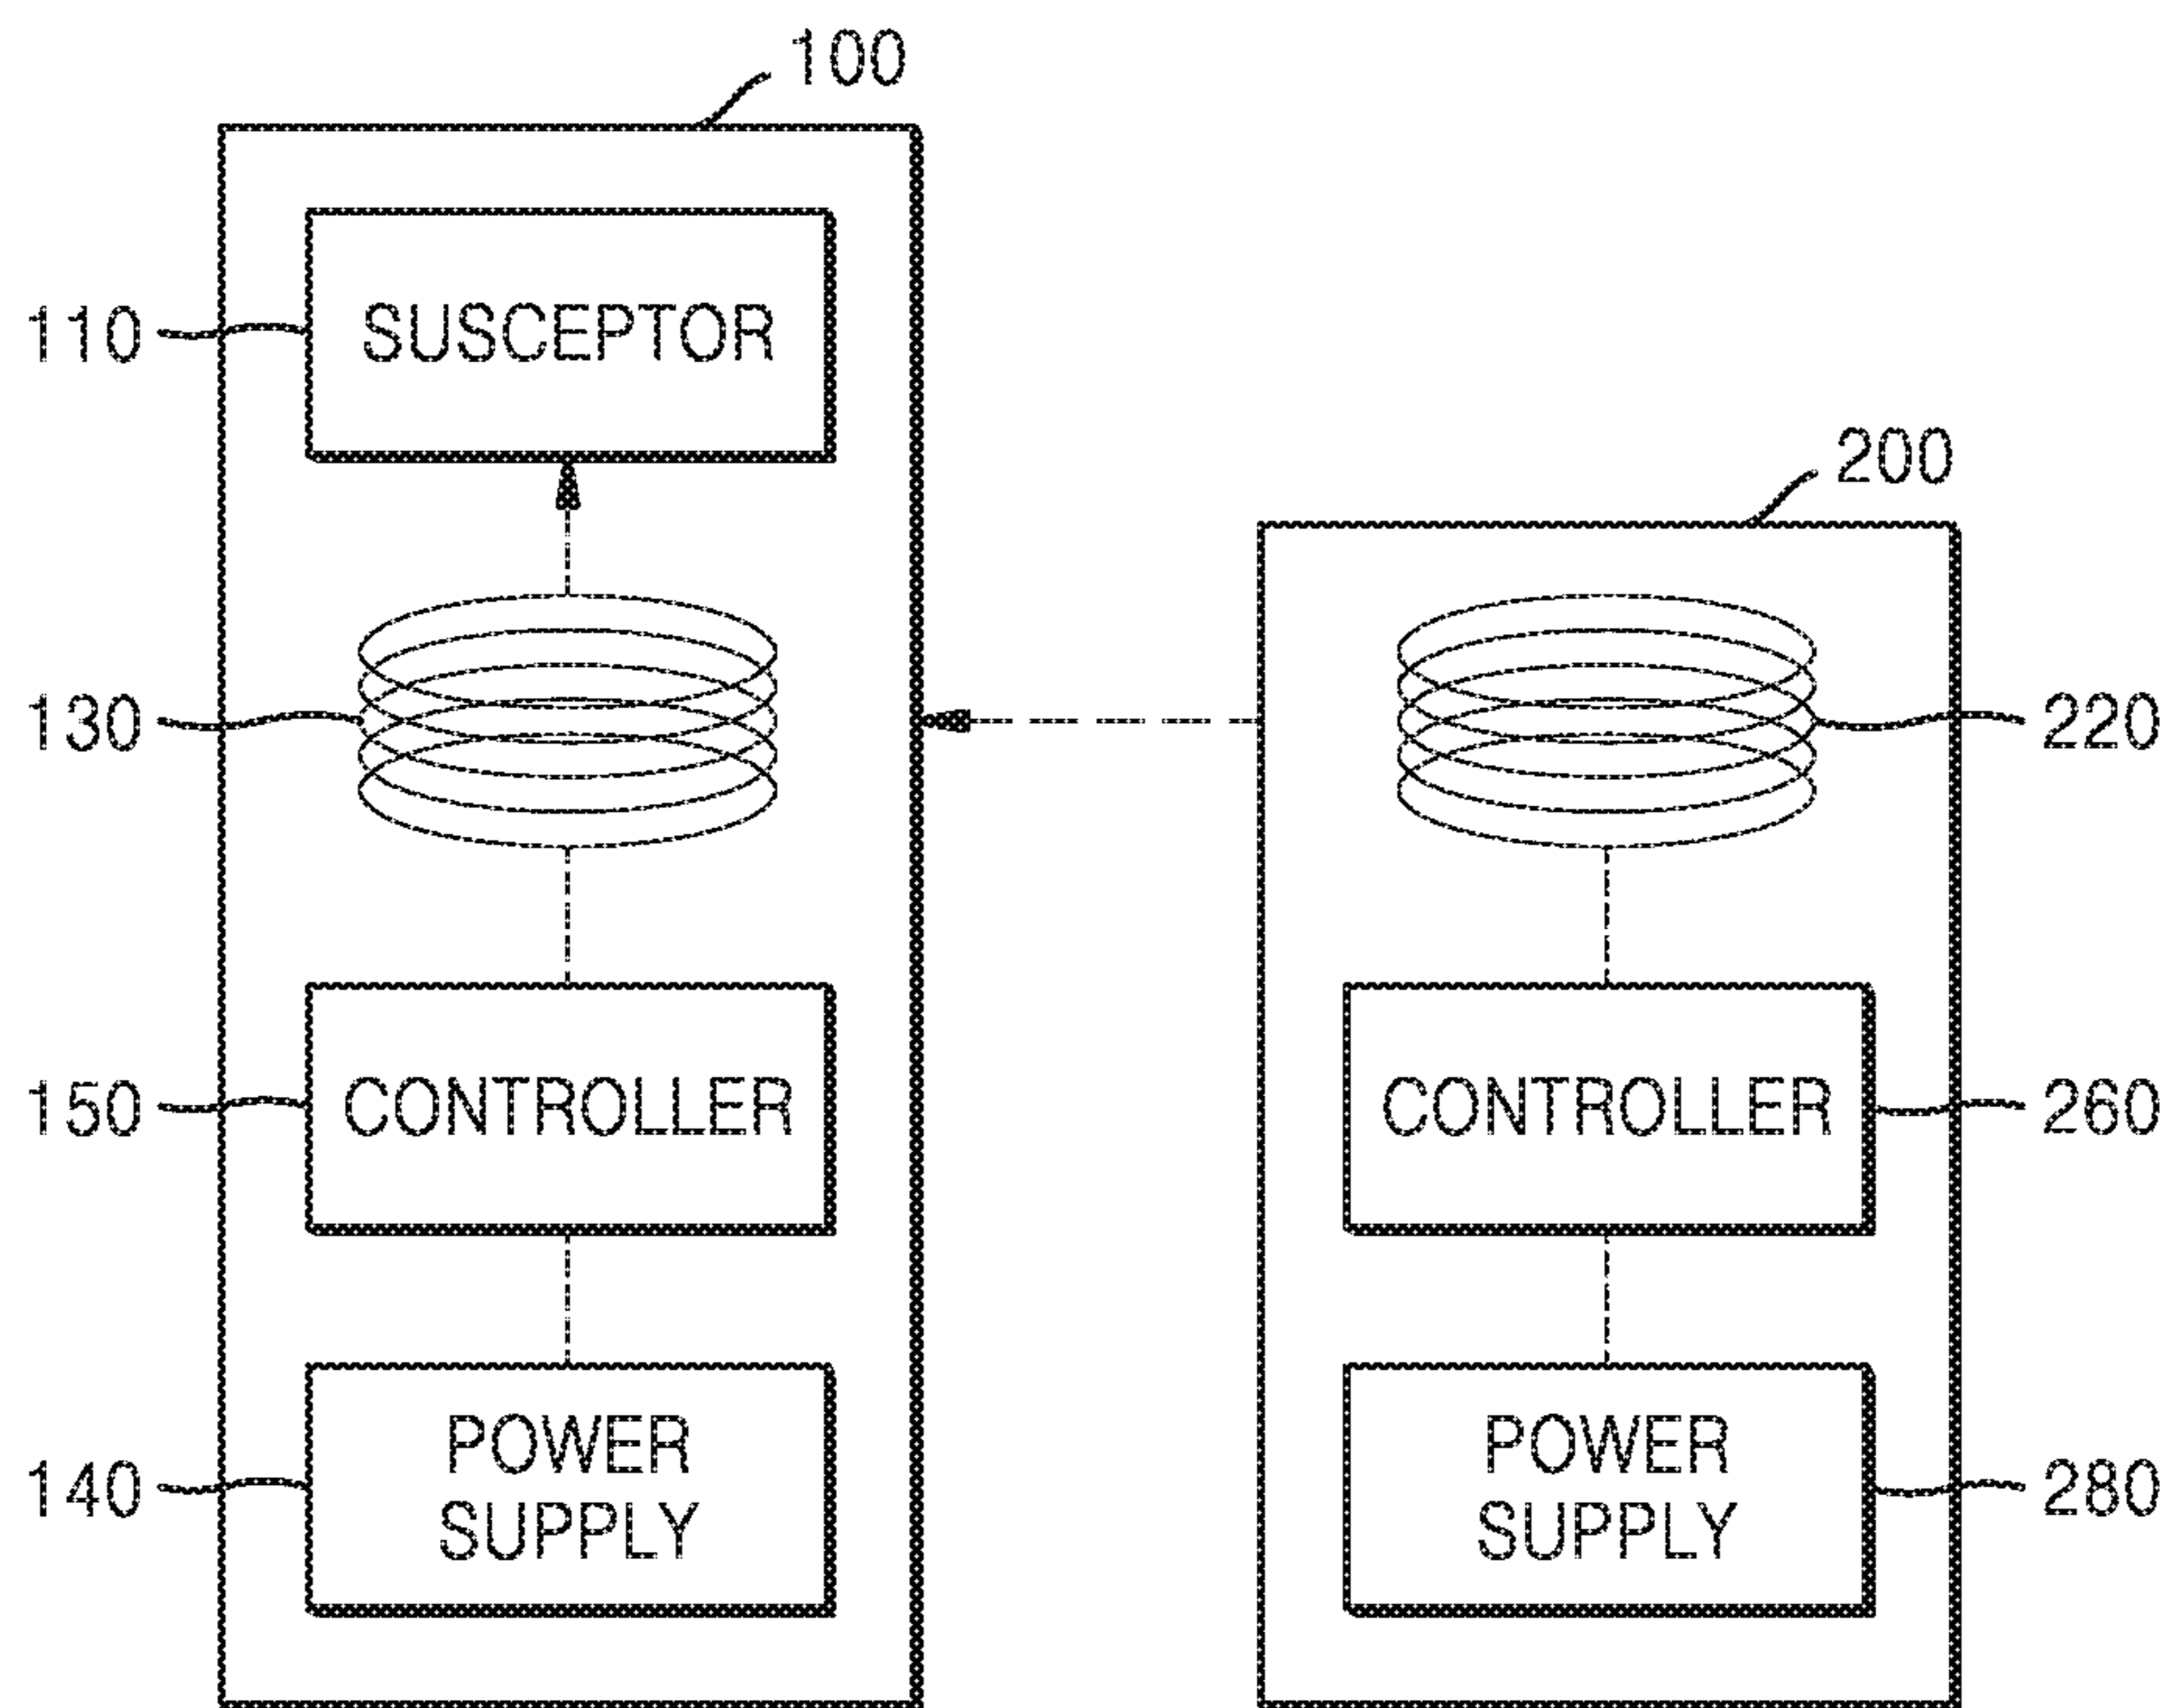 100
110
SUSCEPTOR
200
130
220
150
CONTROLLER
CONTROLLER
260
140
POWER
SUPPLY
POWER
SUPPLY
280